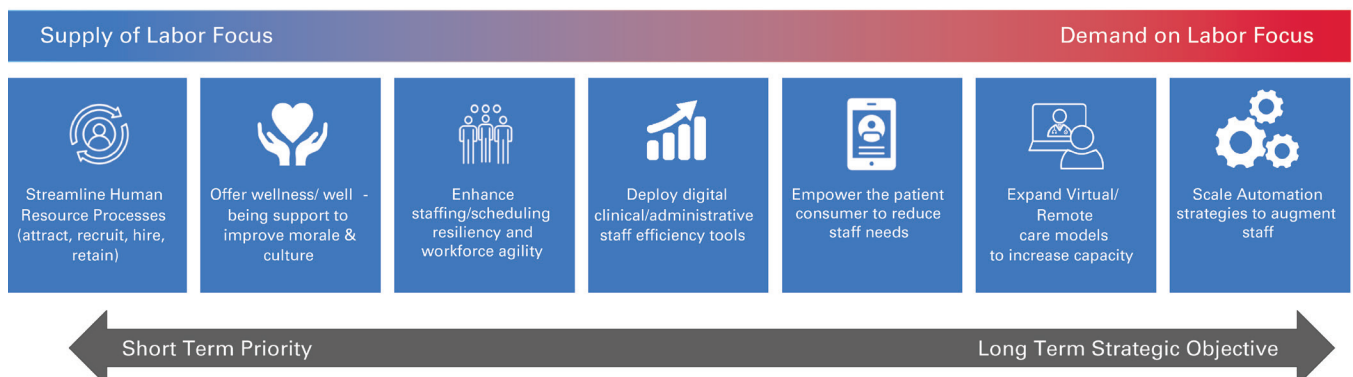 Supply of Labor Focus
Demand on Labor Focus
Streamline Human
Resource Processes
(attract, recruit, hire,
retain)
Offer wellness/ well -
being support to
improve morale &
culture
Enhance
staffing/scheduling
resiliency and
workforce agility
Deploy digital
clinical/administrative
staff efficiency tools
Empower the patient
consumer to reduce
staff needs
Expand Virtual/
Remote
care models
to increase capacity
Scale Automation
strategies to augment
staff
Short Term Priority
Long Term Strategic Objective